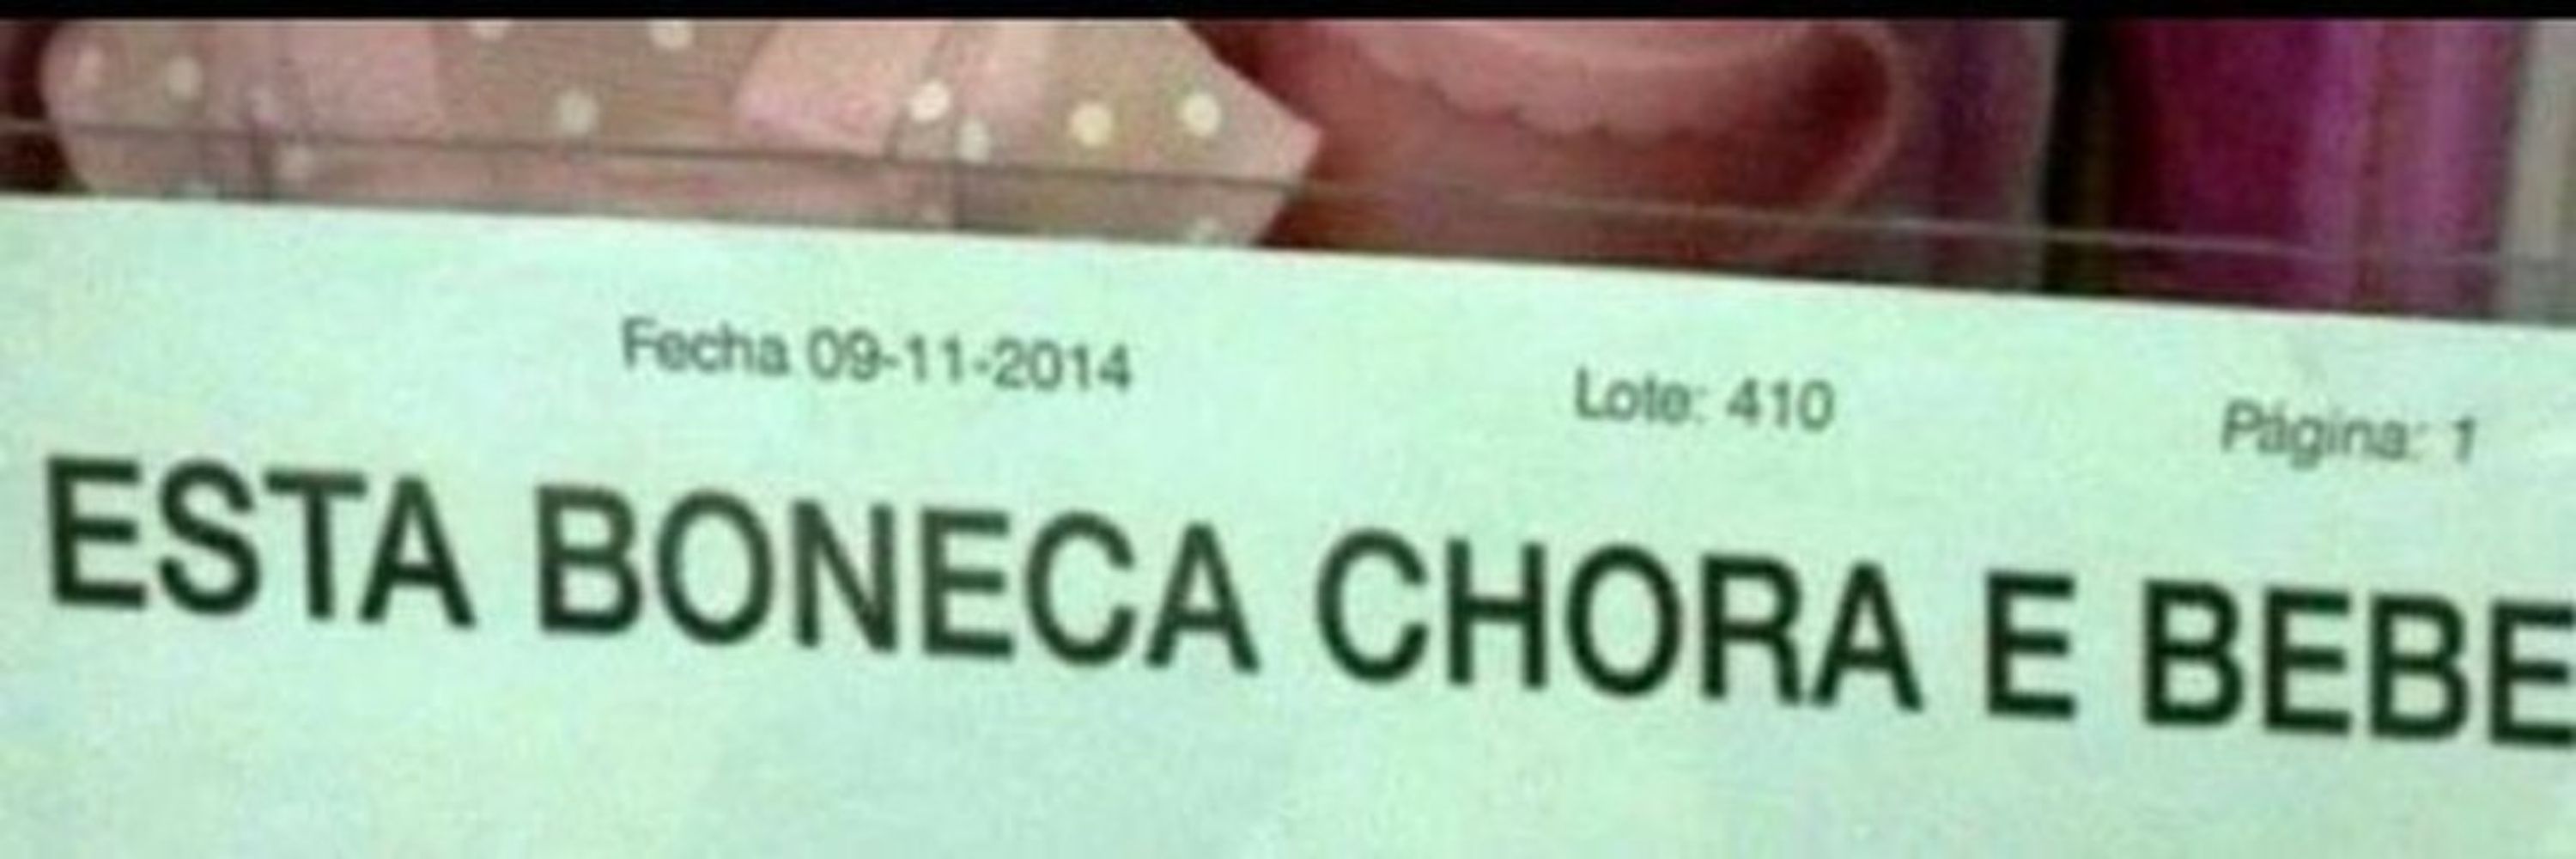 Fecha 09-11-2014 Lote: 410 Página: 1
ESTA BONECA CHORA E BEBE